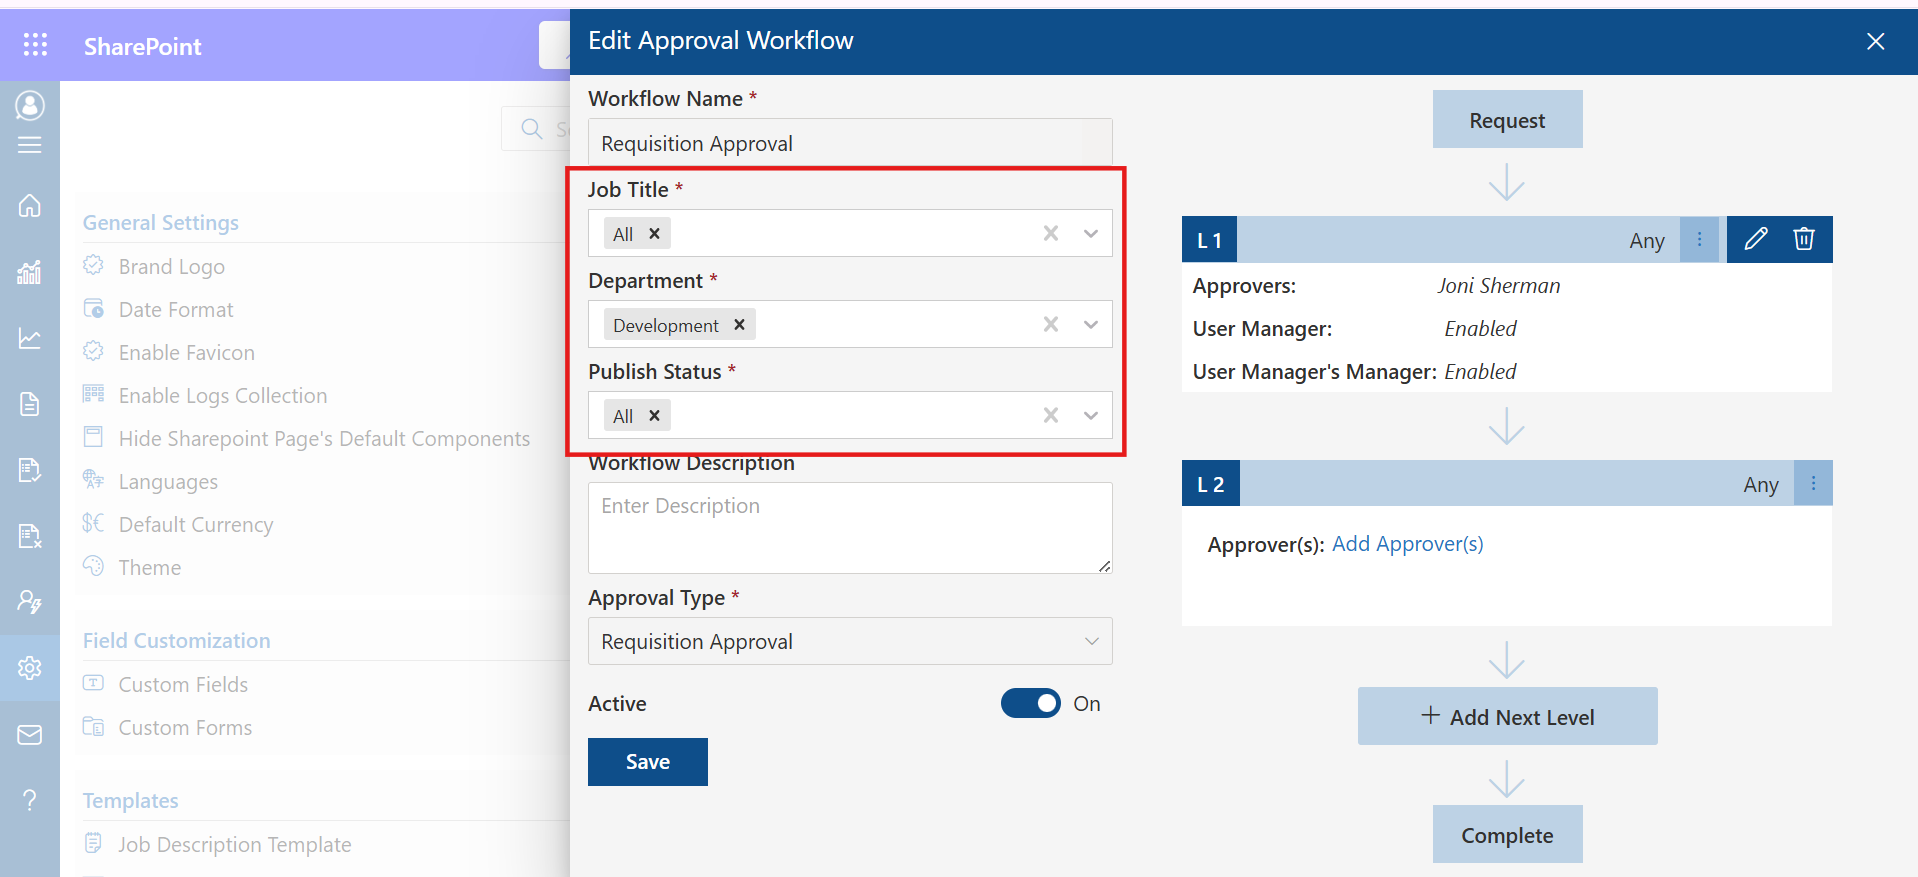 SharePoint
Edit Approval Workflow
General Settings
Brand Logo
Date Format
Enable Favicon
Enable Logs Collection
Hide Sharepoint Page's Default Components
Languages
Default Currency
Theme
Field Customization
Custom Fields
Custom Forms
Templates
Job Description Template
Workflow Name *
Requisition Approval
Job Title *
All
Department *
Development
Publish Status *
All
Workflow Description
Enter Description
Approval Type *
Requisition Approval
Active
On
Save
Request
L 1
Any
Approvers: Joni Sherman
User Manager: Enabled
User Manager's Manager: Enabled
L 2
Any
Approver(s): Add Approver(s)
+ Add Next Level
Complete